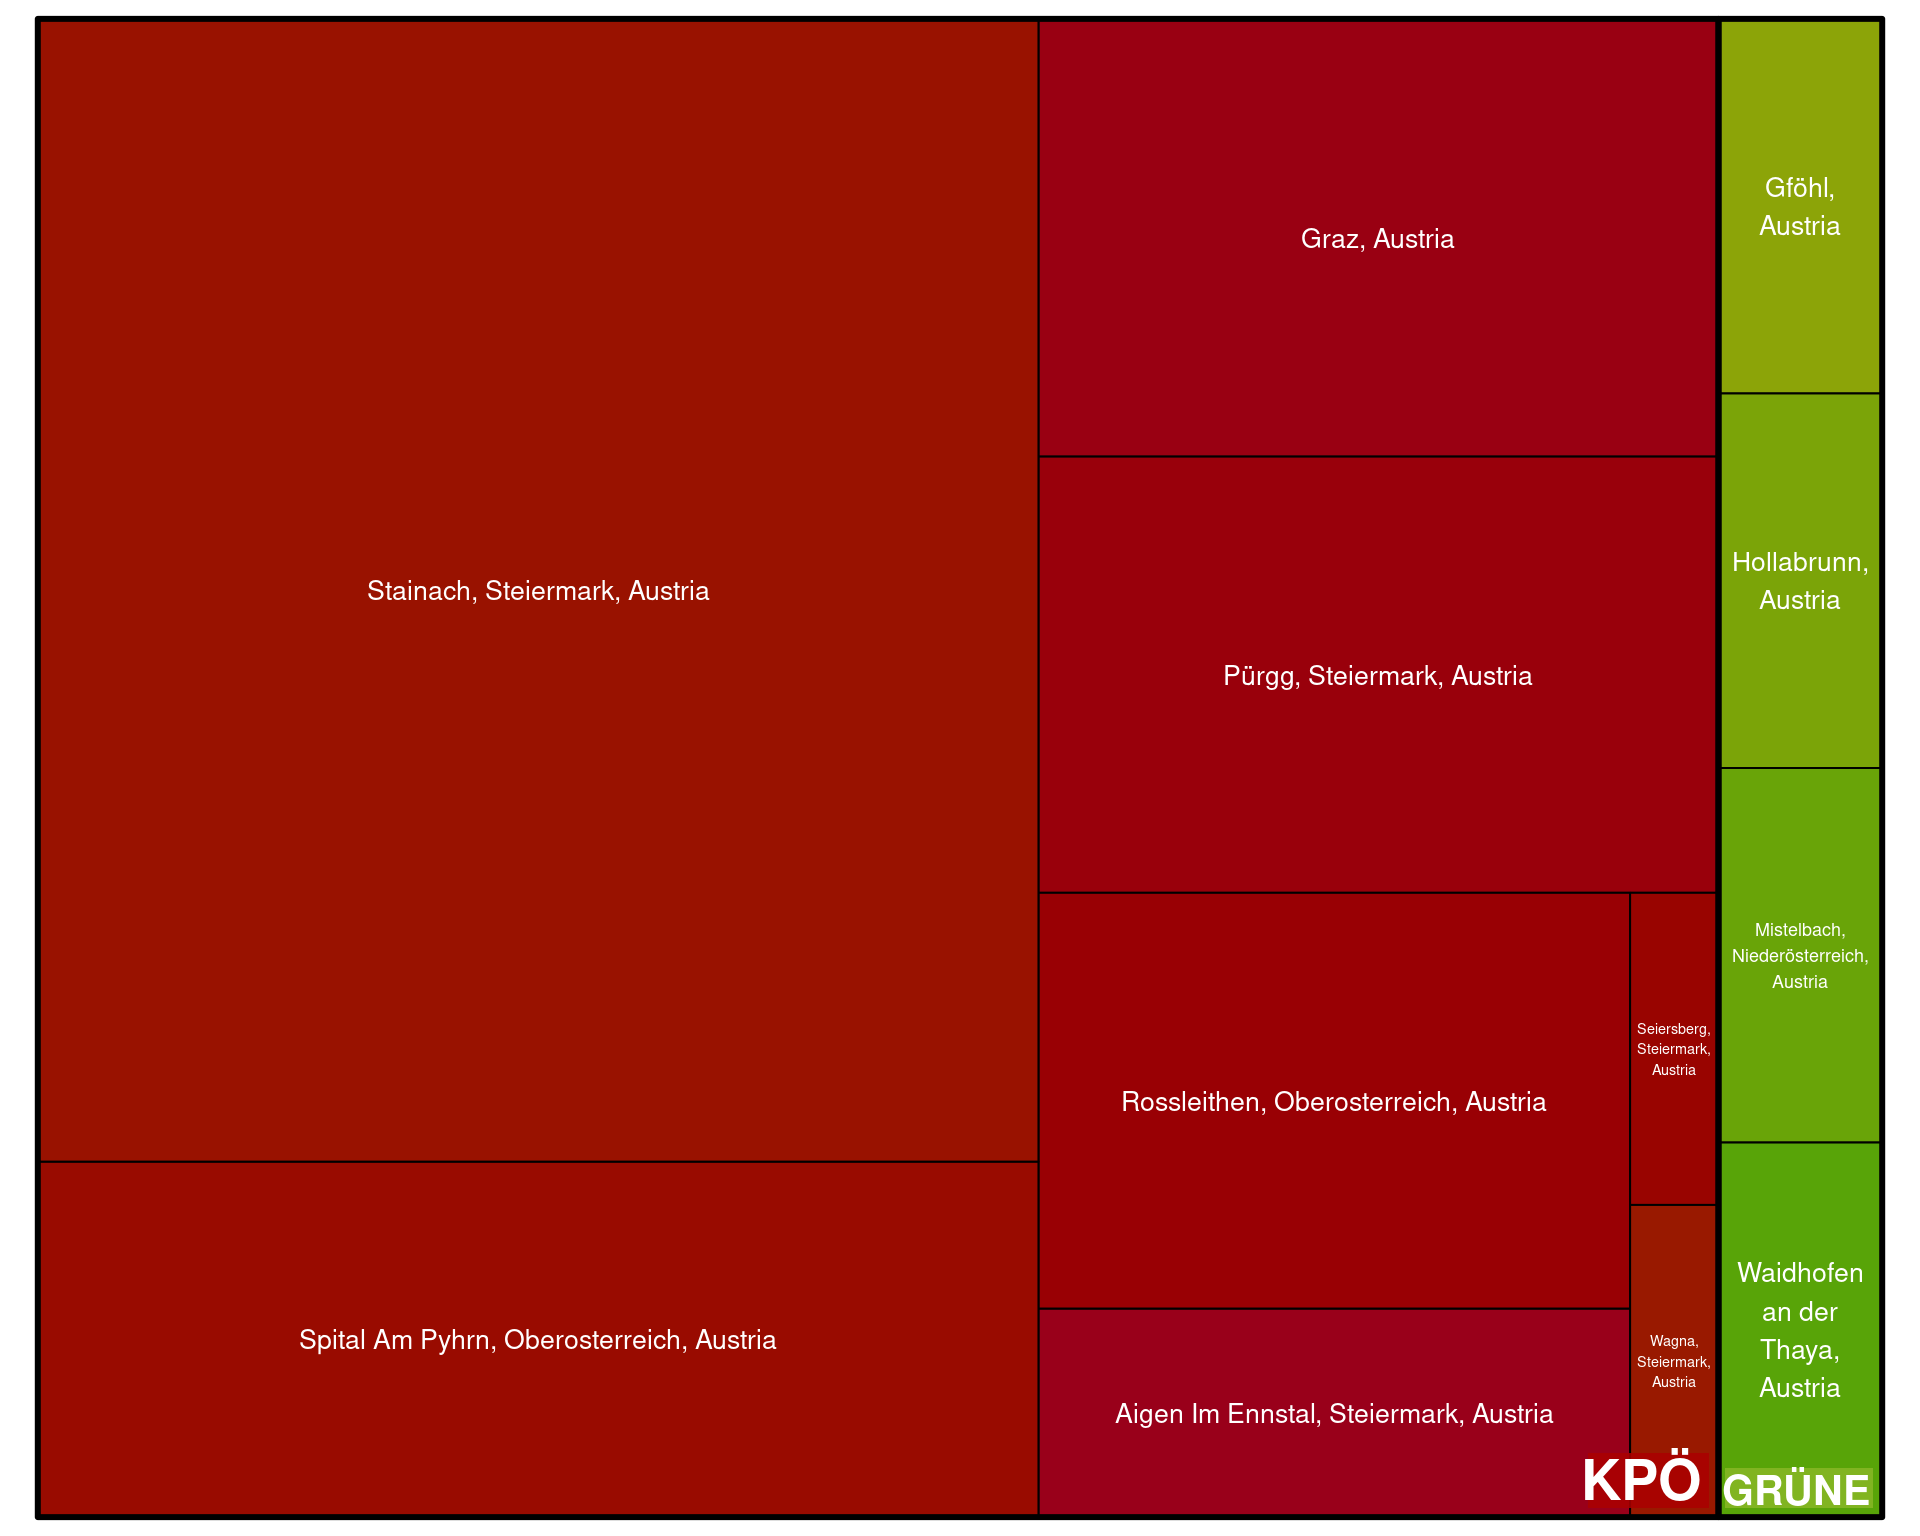 Stainach, Steiermark, Austria
Spital Am Pyhrn, Oberosterreich, Austria
Graz, Austria
Pürgg, Steiermark, Austria
Rossleithen, Oberosterreich, Austria
Aigen Im Ennstal, Steiermark, Austria
Seiersberg,
Steiermark,
Austria
Wagna,
Steiermark,
Austria
KPÖ
Gföhl,
Austria
Hollabrunn,
Austria
Mistelbach,
Niederösterreich,
Austria
Waidhofen
an der
Thaya,
Austria
GRÜNE